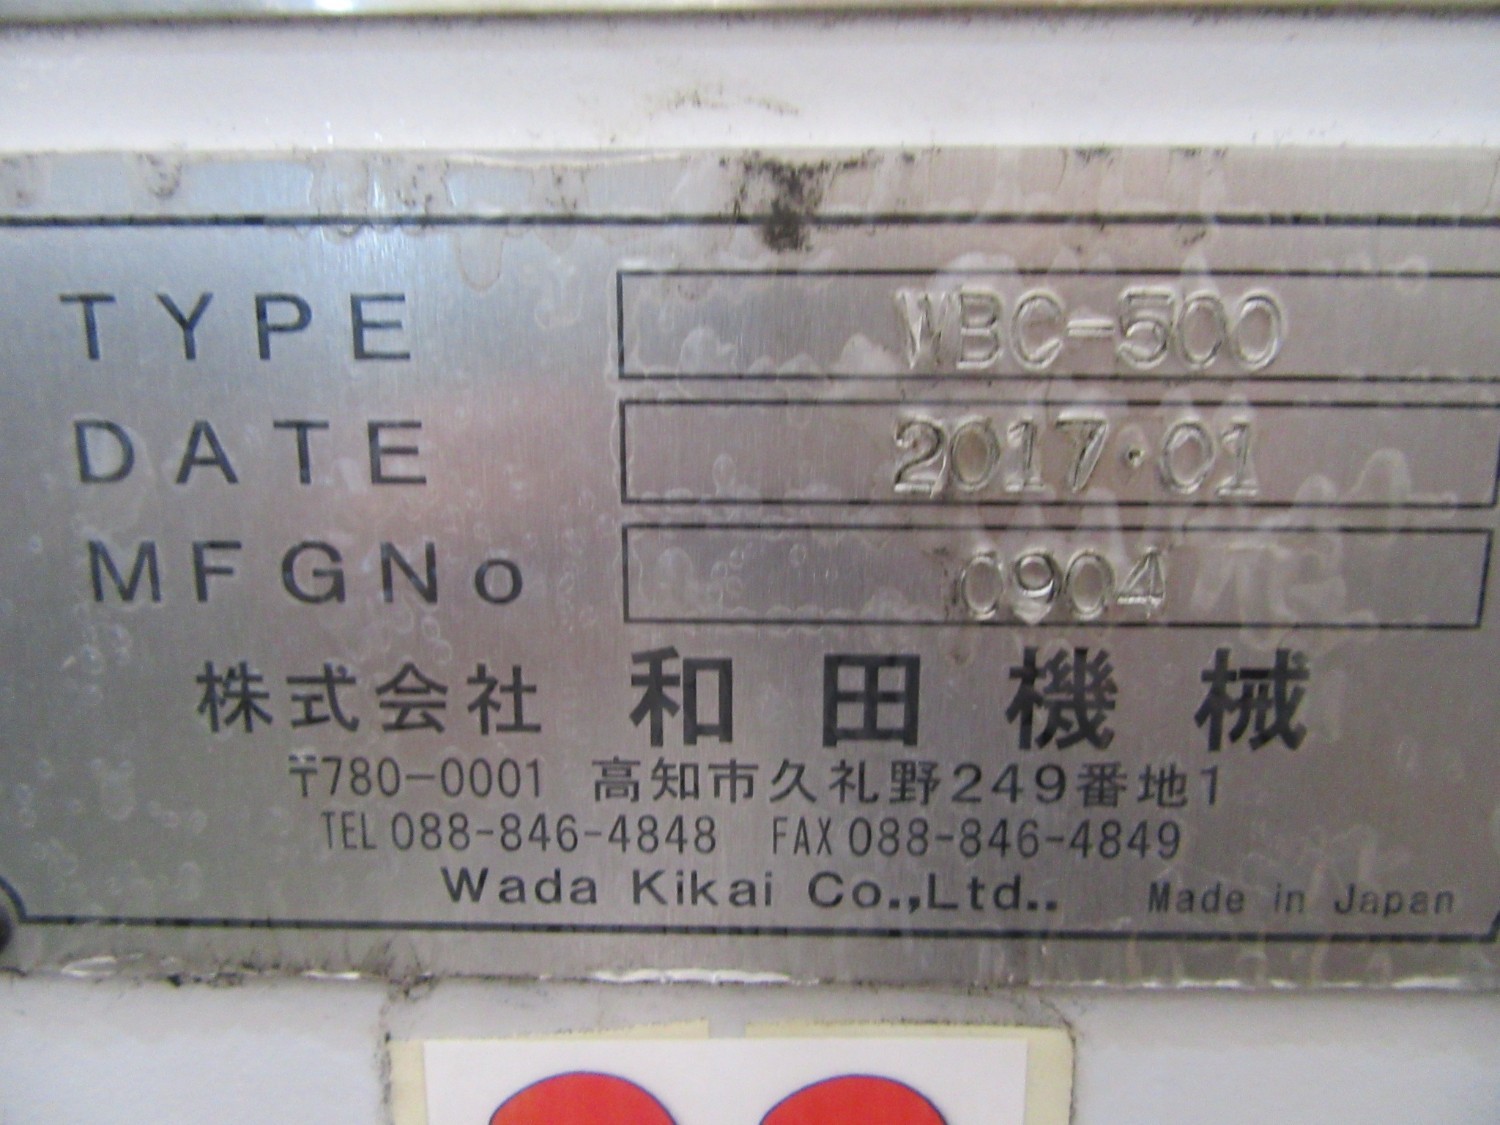 TYPE WBC-500
DATE 2017·01
MFGNo 0904
株式会社 和田機械
〒780-0001 高知市久礼野249番地1
TEL 088-846-4848 FAX 088-846-4849
Wada Kikai Co.,Ltd.. Made in Japan